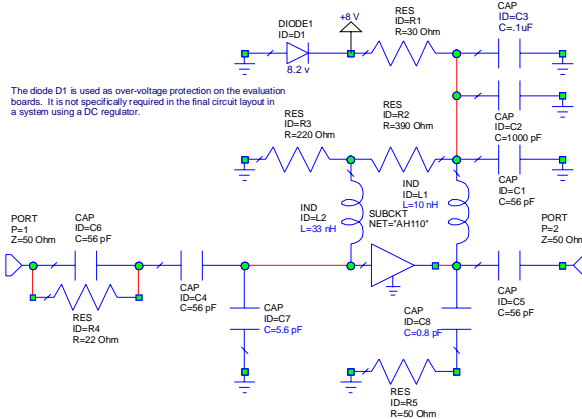 DIODE1
ID=D1
8.2 v
+8 V
RES
ID=R1
R=30 Ohm
CAP
ID=C3
C=.1uF
The diode D1 is used as over-voltage protection on the evaluation
boards. It is not specifically required in the final circuit layout in
a system using a DC regulator.
RES
ID=R3
R=220 Ohm
RES
ID=R2
R=390 Ohm
CAP
ID=C2
C=1000 pF
CAP
ID=C1
C=56 pF
IND
ID=L2
L=33 nH
IND
ID=L1
L=10 nH
SUBCKT
NET="AH110"
PORT
P=1
Z=50 Ohm
CAP
ID=C6
C=56 pF
RES
ID=R4
R=22 Ohm
CAP
ID=C4
C=56 pF
CAP
ID=C7
C=5.6 pF
CAP
ID=C8
C=0.8 pF
CAP
ID=C5
C=56 pF
PORT
P=2
Z=50 Ohm
RES
ID=R5
R=50 Ohm